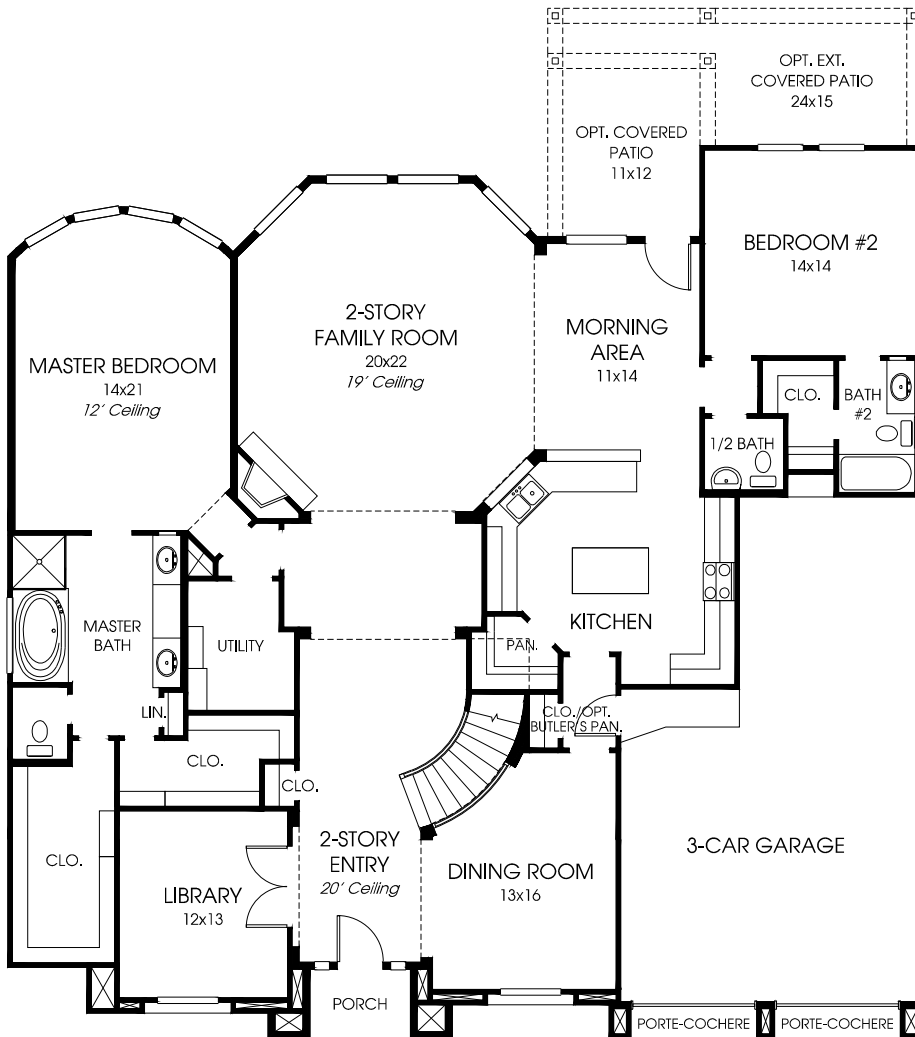 OPT. EXT.
COVERED PATIO
24x15
OPT. COVERED
PATIO
11x12
BEDROOM #2
14x14
2-STORY
FAMILY ROOM
20x22
19' Ceiling
MORNING
AREA
11x14
MASTER BEDROOM
14x21
12' Ceiling
CLO.
BATH
#2
1/2 BATH
KITCHEN
MASTER
BATH
UTILITY
PAN.
LIN.
CLO./OPT.
BUTLER'S PAN.
CLO.
CLO.
CLO.
2-STORY
ENTRY
20' Ceiling
3-CAR GARAGE
LIBRARY
12x13
DINING ROOM
13x16
PORCH
PORTE-COCHERE
PORTE-COCHERE